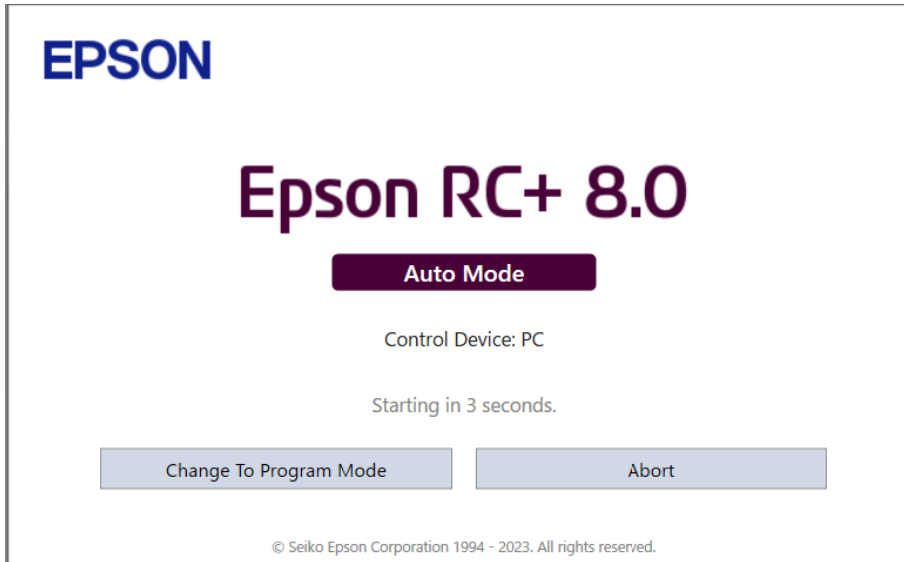 EPSON
Epson RC+ 8.0
Auto Mode
Control Device: PC
Starting in 3 seconds.
Change To Program Mode
Abort
© Seiko Epson Corporation 1994 - 2023. All rights reserved.